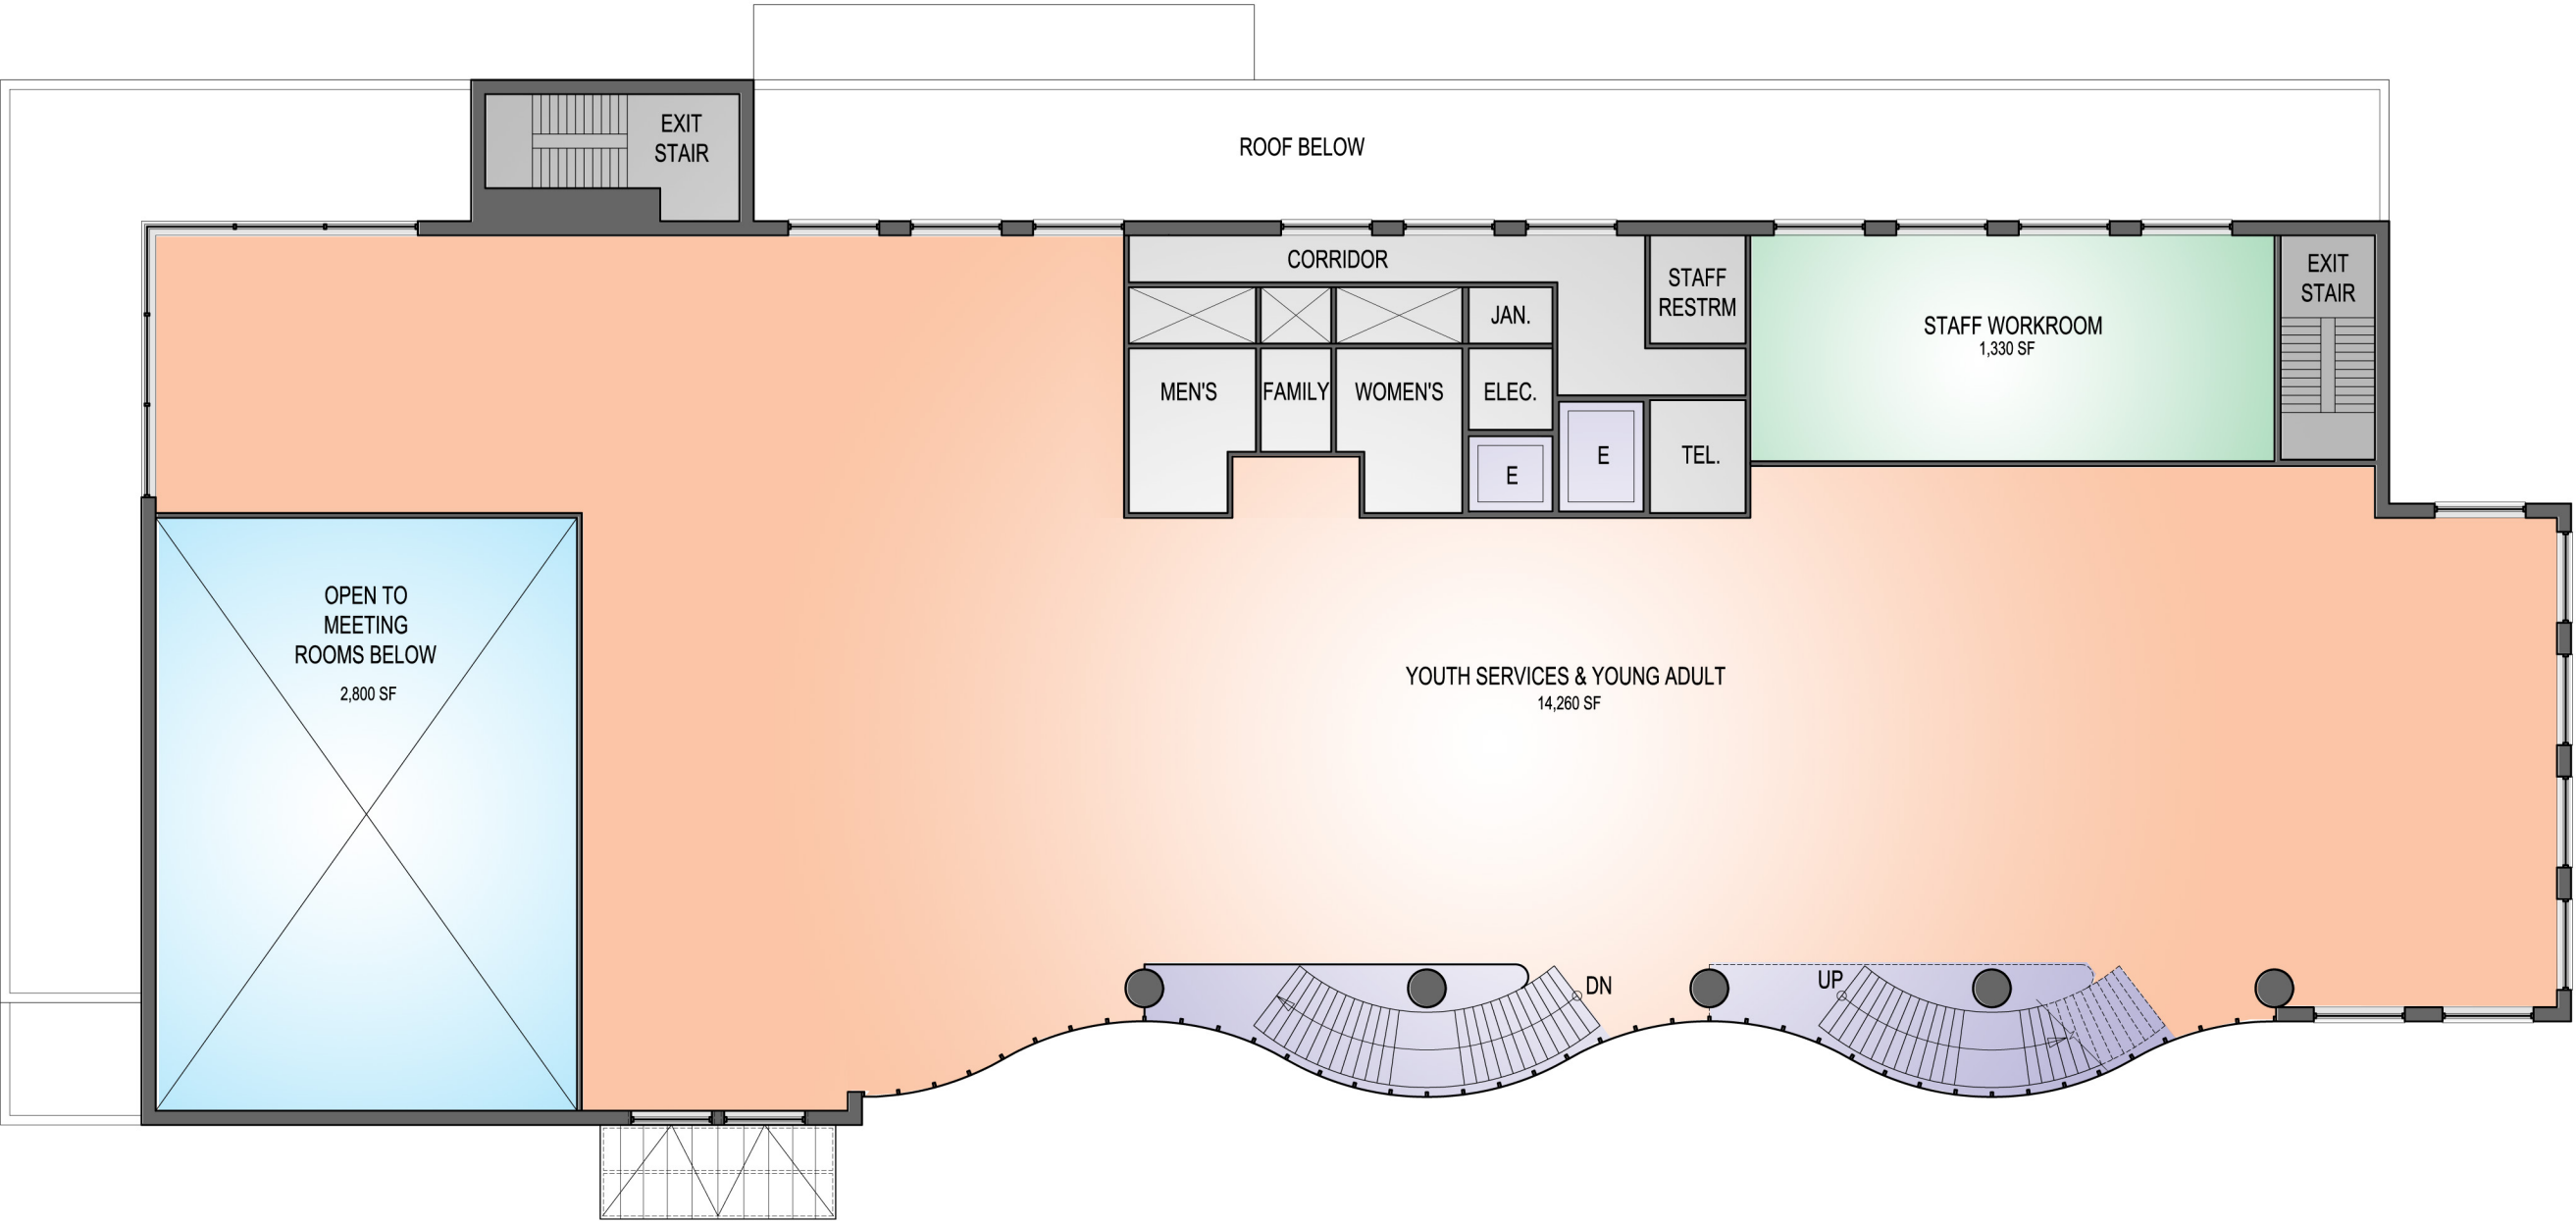 EXIT
STAIR
ROOF BELOW
CORRIDOR
STAFF
RESTRM
EXIT
STAIR
JAN.
STAFF WORKROOM
1,330 SF
MEN'S
FAMILY
WOMEN'S
ELEC.
E
E
TEL.
OPEN TO
MEETING
ROOMS BELOW
2,800 SF
YOUTH SERVICES & YOUNG ADULT
14,260 SF
DN
UP